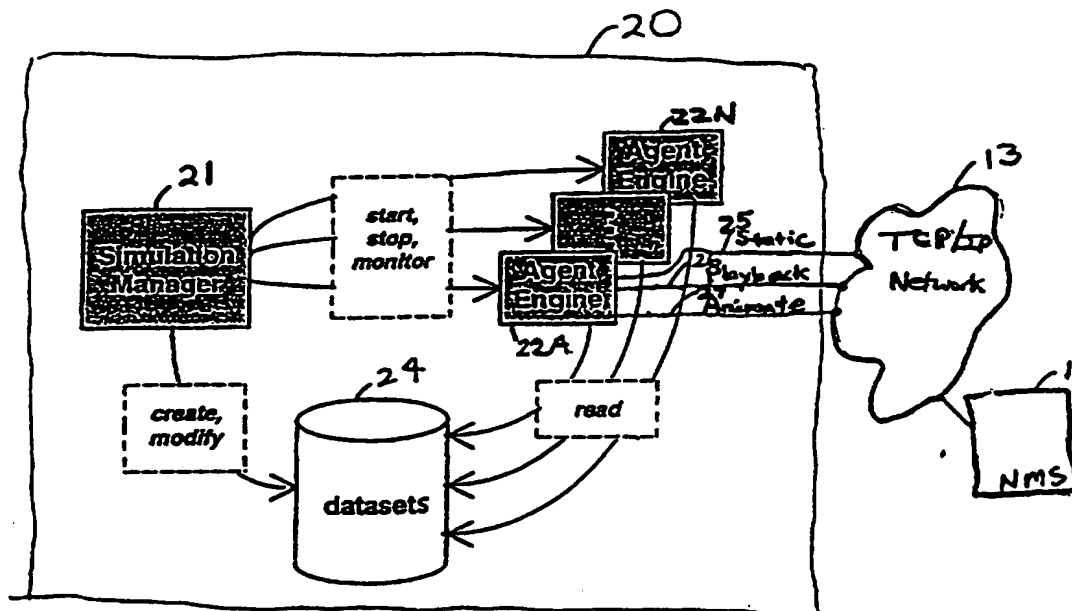 20
22N
Agent
Engine
13
21
start,
stop,
monitor
25
Static
TCP/IP
Network
Simulation
Manager
Agent
Engine
Playback
Animate
22A
24
create,
modify
read
datasets
1
NMS